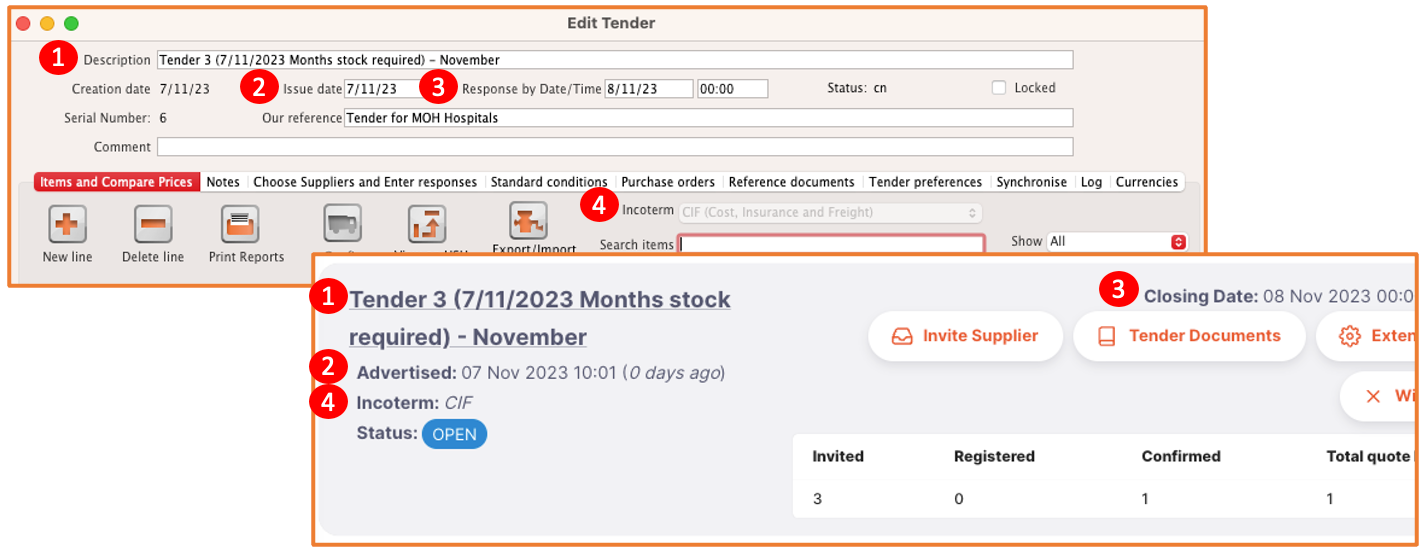 Edit Tender
1 Description Tender 3 (7/11/2023 Months stock required) – November
Creation date 7/11/23 2 Issue date 7/11/23 3 Response by Date/Time 8/11/23 00:00 Status: cn Locked
Serial Number: 6 Our reference Tender for MOH Hospitals
Comment
Items and Compare Prices Notes Choose Suppliers and Enter responses Standard conditions Purchase orders Reference documents Tender preferences Synchronise Log Currencies
4 Incoterm CIF (Cost, Insurance and Freight)
Search items Show All
New line Delete line Print Reports Export/Import
1 Tender 3 (7/11/2023 Months stock
required) - November
3 Closing Date: 08 Nov 2023 00:0
Invite Supplier Tender Documents Exten
2 Advertised: 07 Nov 2023 10:01 (0 days ago)
4 Incoterm: CIF
Wi
Status: OPEN
Invited Registered Confirmed Total quote
3 0 1 1